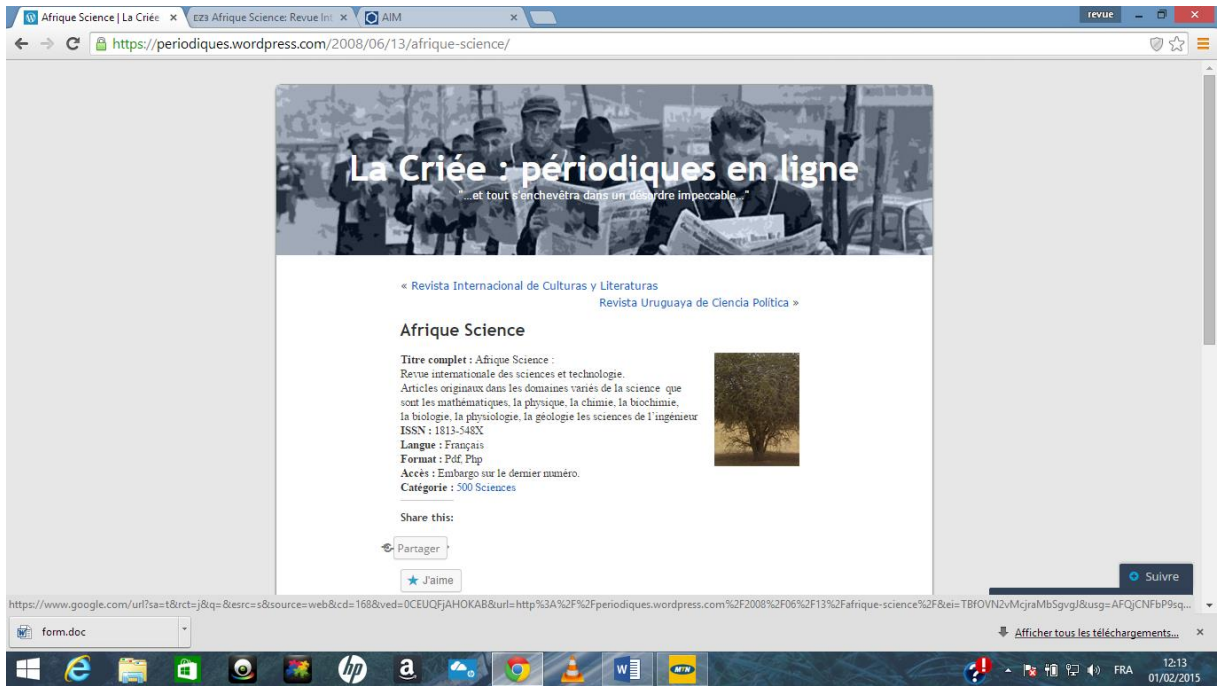 Afrique Science | La Criée
EZ3 Afrique Science: Revue Int
AIM
revue
https://periodiques.wordpress.com/2008/06/13/afrique-science/
La Criée : périodiques en ligne
"...et tout s'enchevêtra dans un désordre impeccable..."
« Revista Internacional de Culturas y Literaturas
Revista Uruguaya de Ciencia Política »
Afrique Science
Titre complet : Afrique Science :
Revue internationale des sciences et technologie.
Articles originaux dans les domaines variés de la science que
sont les mathématiques, la physique, la chimie, la biochimie,
la biologie, la physiologie, la géologie les sciences de l`ingénieur
ISSN : 1813-548X
Langue : Français
Format : Pdf, Php
Accès : Embargo sur le dernier numéro.
Catégorie : 500 Sciences
Share this:
Partager
J'aime
Suivre
https://www.google.com/url?sa=t&rct=j&q=&esrc=s&source=web&cd=168&ved=0CEUQFjAHOKAB&url=http%3A%2F%2Fperiodiques.wordpress.com%2F2008%2F06%2F13%2Fafrique-science%2F&ei=TBfOVN2vMcjraMbSgvgJ&usg=AFQjCNFbP9sq...
form.doc
Afficher tous les téléchargements...
hp
a
W
MTN
FRA
12:13
01/02/2015